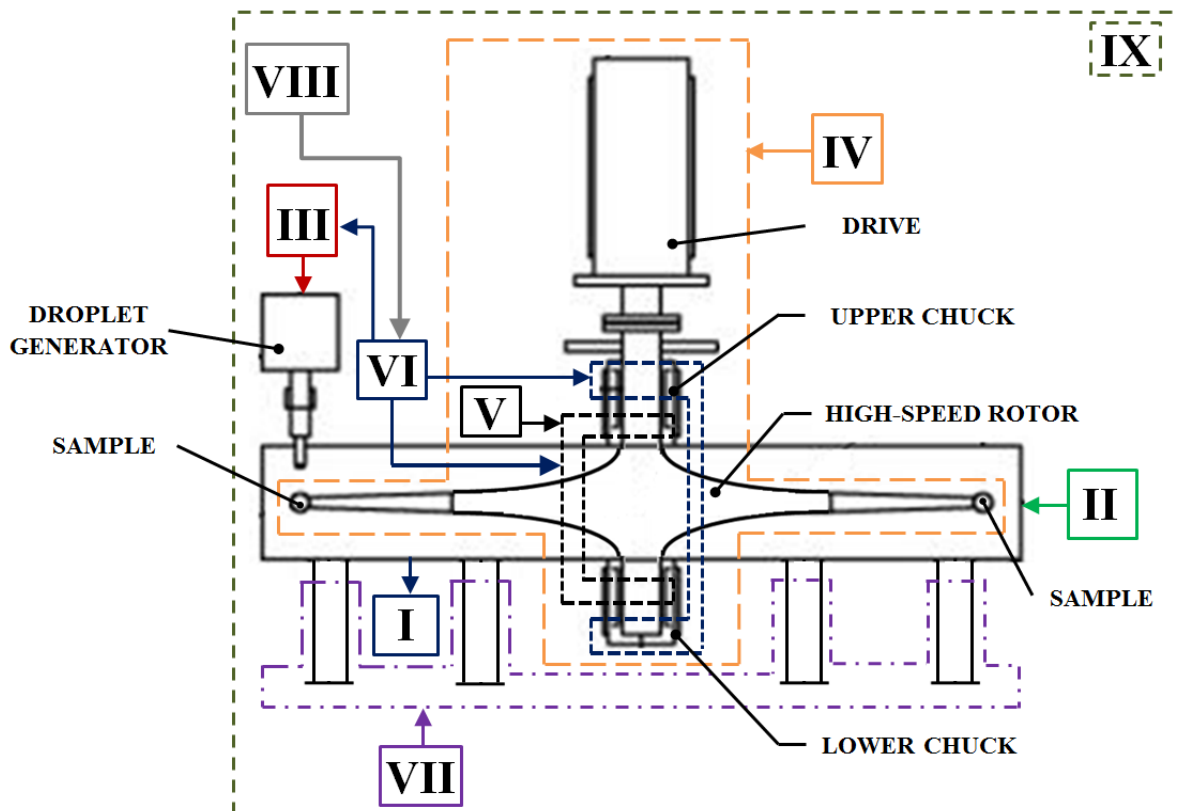 IX
VIII
IV
III
DRIVE
DROPLET
GENERATOR
UPPER CHUCK
VI
V
HIGH-SPEED ROTOR
SAMPLE
II
SAMPLE
I
LOWER CHUCK
VII